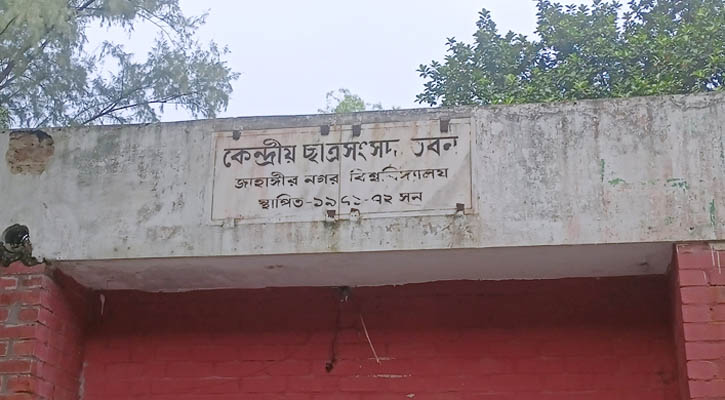 কেন্দ্রীয় ছাত্রসংসদ ভবন
জাহাঙ্গীর নগর বিশ্ববিদ্যালয়
স্থাপিত-১৯৭১-৭২ সন